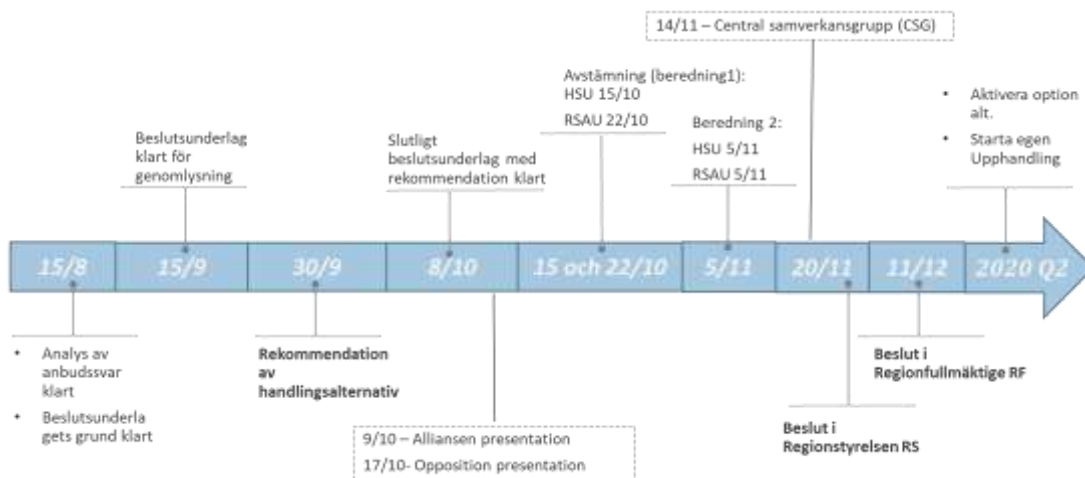 14/11 – Central samverkansgrupp (CSG)
Avstämning (beredning1):
HSU 15/10
RSAU 22/10
Beredning 2:
HSU 5/11
RSAU 5/11
• Aktivera option
alt.
• Starta egen
Upphandling
Beslutsunderlag
klart för
genomlysning
Slutligt
beslutsunderlag med
rekommendation klart
15/8
15/9
30/9
8/10
15 och 22/10
5/11
20/11
11/12
2020 Q2
• Analys av
anbudssvar
klart
• Beslutsunderla
gets grund klart
Rekommendation
av
handlingsalternativ
9/10 – Alliansen presentation
17/10- Opposition presentation
Beslut i
Regionstyrelsen RS
Beslut i
Regionfullmäktige RF